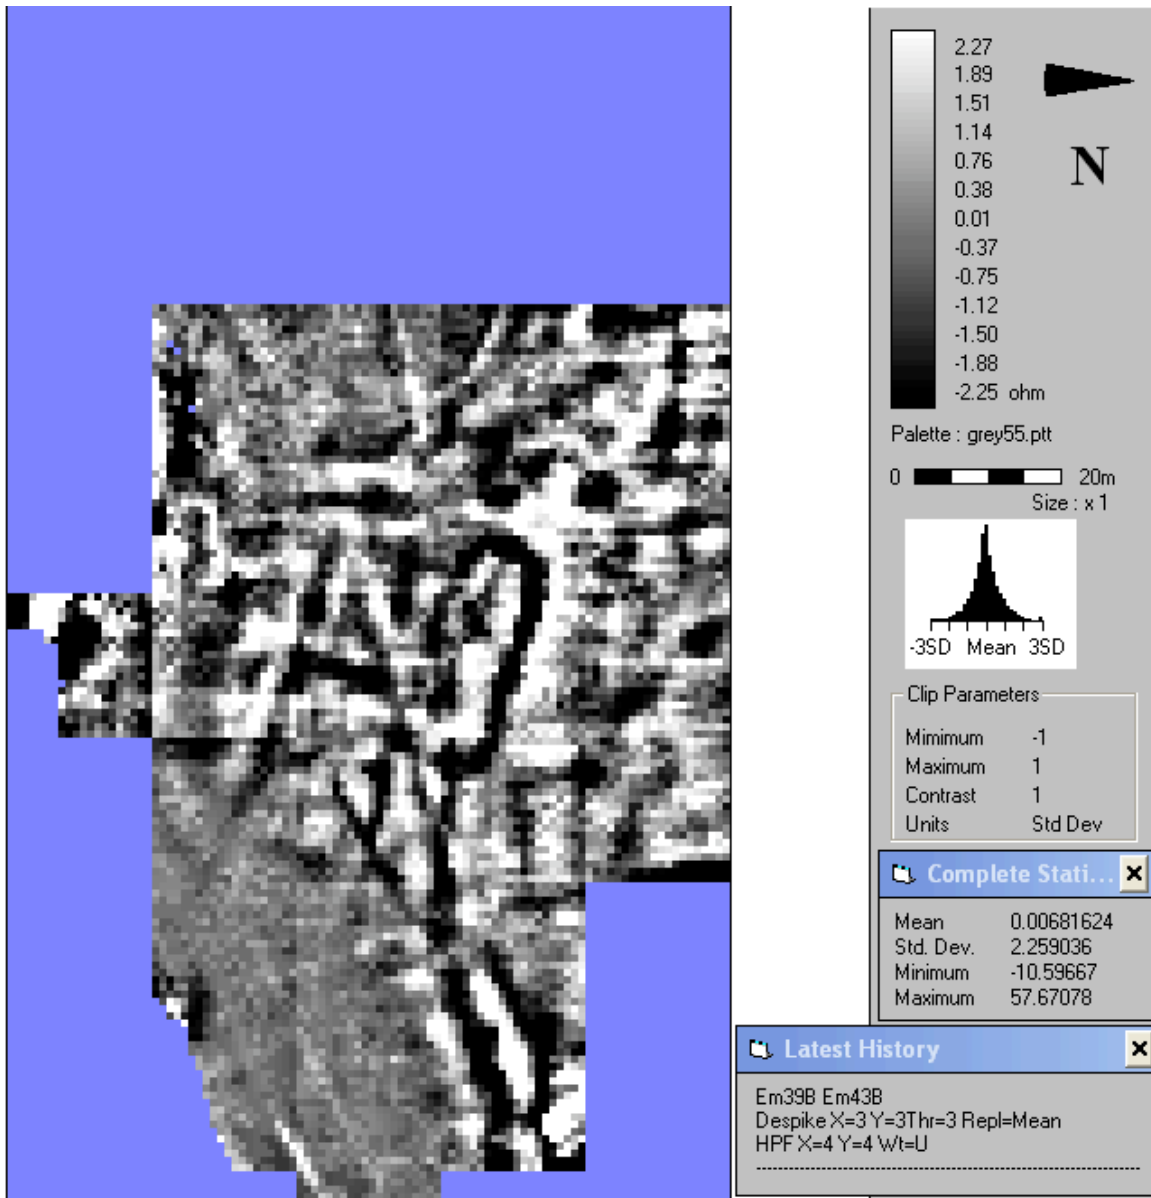 2.27
1.89
1.51
1.14
0.76
0.38
0.01
-0.37
-0.75
-1.12
-1.50
-1.88
-2.25 ohm
N
Palette : grey55.ptt
0 20m
Size : x 1
-3SD Mean 3SD
Clip Parameters
Mimimum -1
Maximum 1
Contrast 1
Units Std Dev
Complete Stati...
Mean 0.00681624
Std. Dev. 2.259036
Minimum -10.59667
Maximum 57.67078
Latest History
Em39B Em43B
Despike X=3 Y=3Thr=3 Repl=Mean
HPF X=4 Y=4 Wt=U